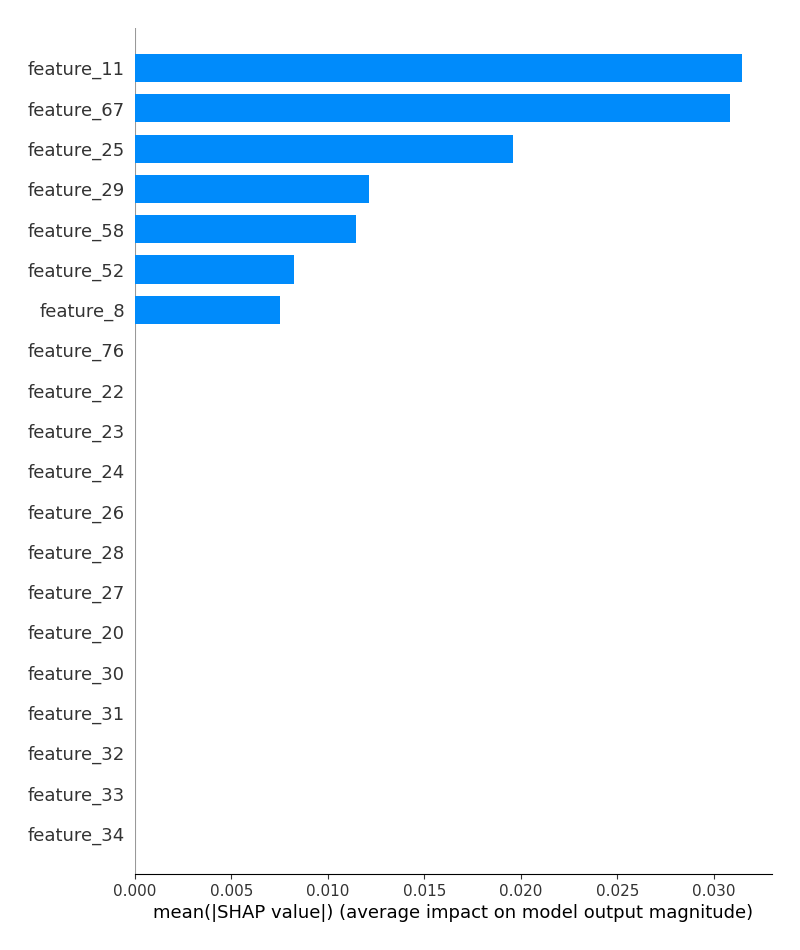 feature_11
feature_67
feature_25
feature_29
feature_58
feature_52
feature_8
feature_76
feature_22
feature_23
feature_24
feature_26
feature_28
feature_27
feature_20
feature_30
feature_31
feature_32
feature_33
feature_34
0.000 0.005 0.010 0.015 0.020 0.025 0.030
mean(|SHAP value|) (average impact on model output magnitude)